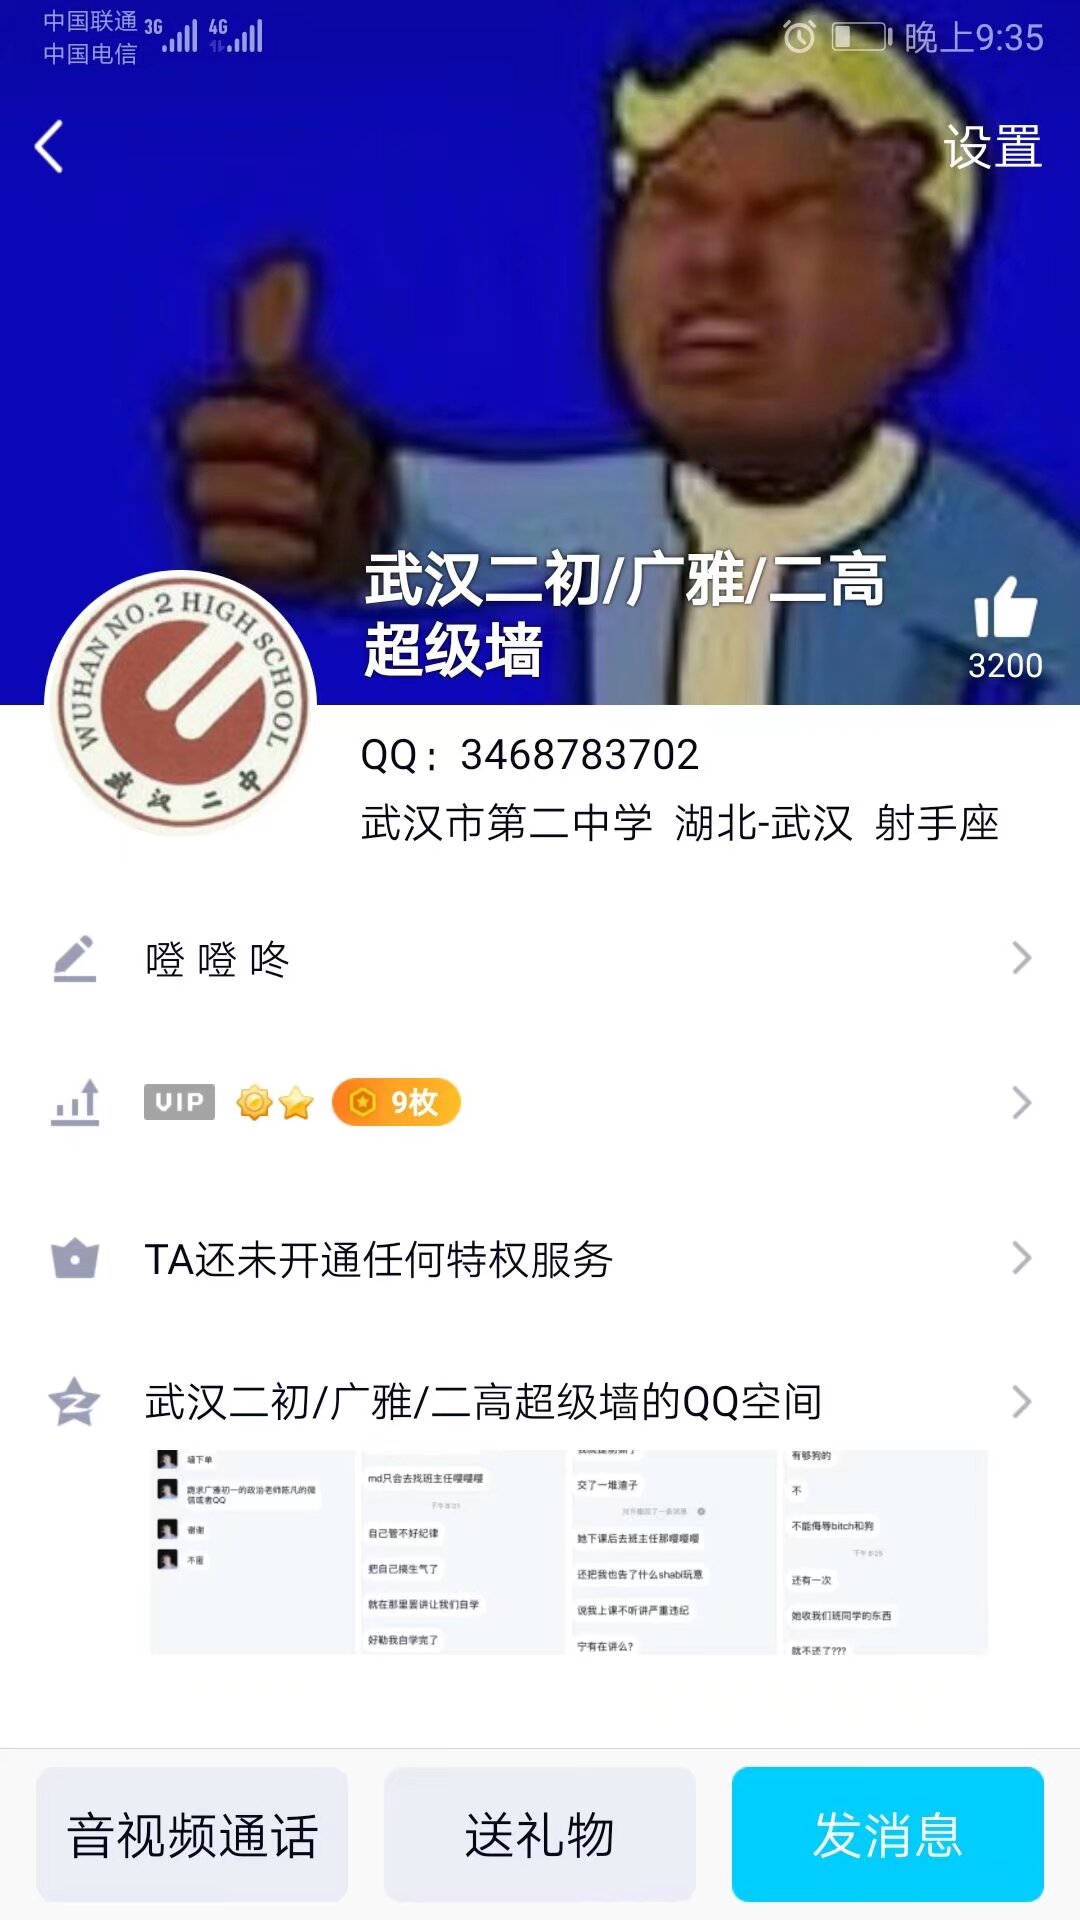 中国联通 3G 4G
中国电信
晚上9:35
设置
武汉二初/广雅/二高
超级墙
3200
WUHAN NO.2 HIGH SCHOOL
武汉二中
QQ：3468783702
武汉市第二中学 湖北-武汉 射手座
噔 噔 咚
VIP 9枚
TA还未开通任何特权服务
武汉二初/广雅/二高超级墙的QQ空间
墙下单
跪求广雅初一的政治老师陈凡的微
信或者QQ
谢谢
不匿
md只会去找班主任嘤嘤嘤
自己管不好纪律
把自己搞生气了
就在那里罢讲让我们自学
好勒我自学完了
交了一堆渣子
她下课后去班主任那嘤嘤嘤
还把我也告了什么shabi玩意
说我上课不听讲严重违纪
宁有在讲么?
有够狗的
不
不能侮辱bitch和狗
还有一次
她收我们班同学的东西
就不还了???
音视频通话
送礼物
发消息